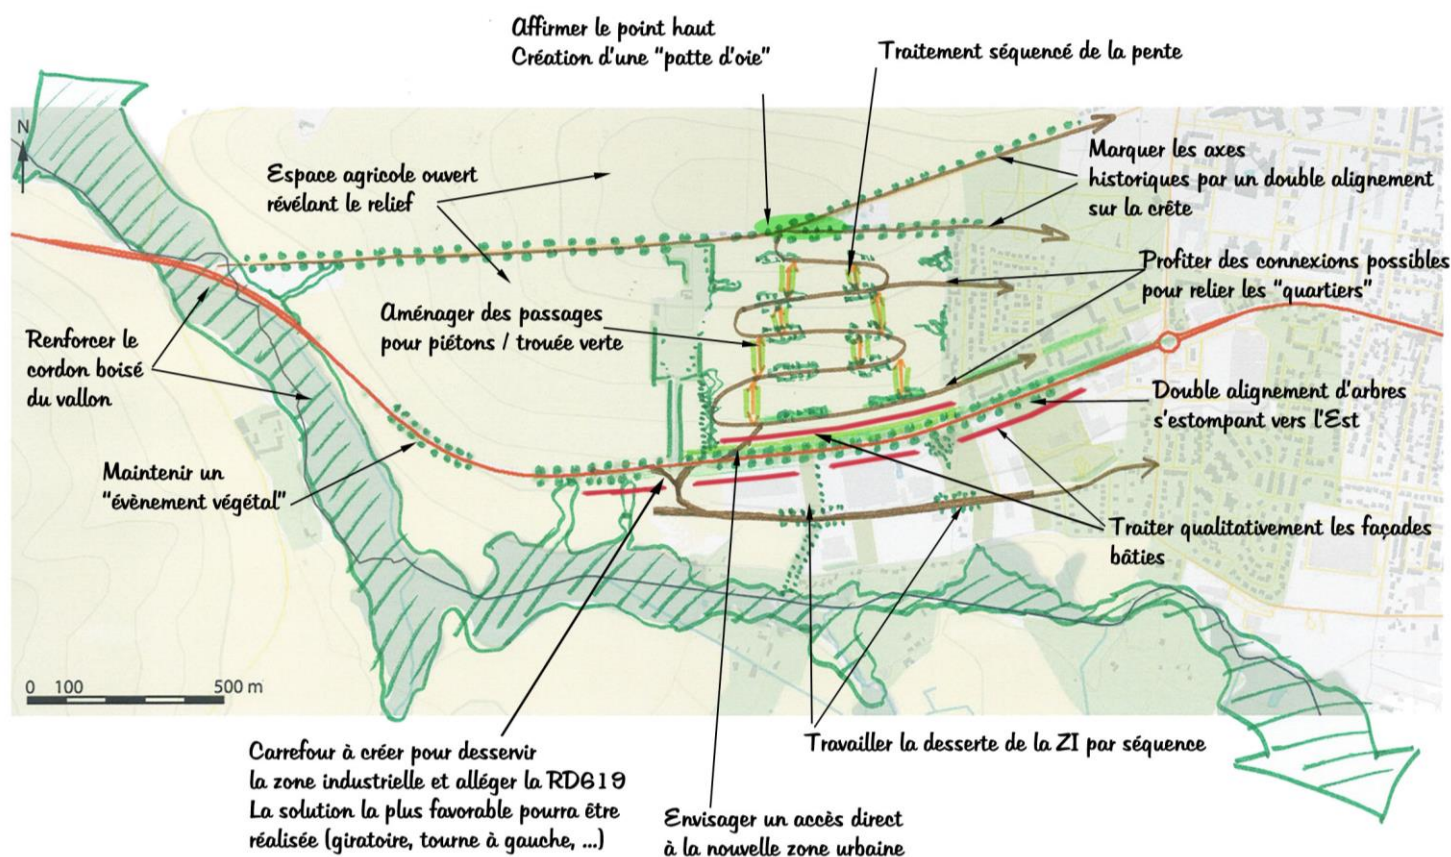 Affirmer le point haut
Création d'une "patte d'oie"
Traitement séquencé de la pente
N
Espace agricole ouvert
révélant le relief
Marquer les axes
historiques par un double alignement
sur la crête
Profiter des connexions possibles
pour relier les "quartiers"
Aménager des passages
pour piétons / trouée verte
Renforcer le
cordon boisé
du vallon
Double alignement d'arbres
s'estompant vers l'Est
Maintenir un
"évènement végétal"
Traiter qualitativement les façades
bâties
0 100 500 m
Travailler la desserte de la ZI par séquence
Carrefour à créer pour desservir
la zone industrielle et alléger la RD619
La solution la plus favorable pourra être
réalisée (giratoire, tourne à gauche, ...)
Envisager un accès direct
à la nouvelle zone urbaine